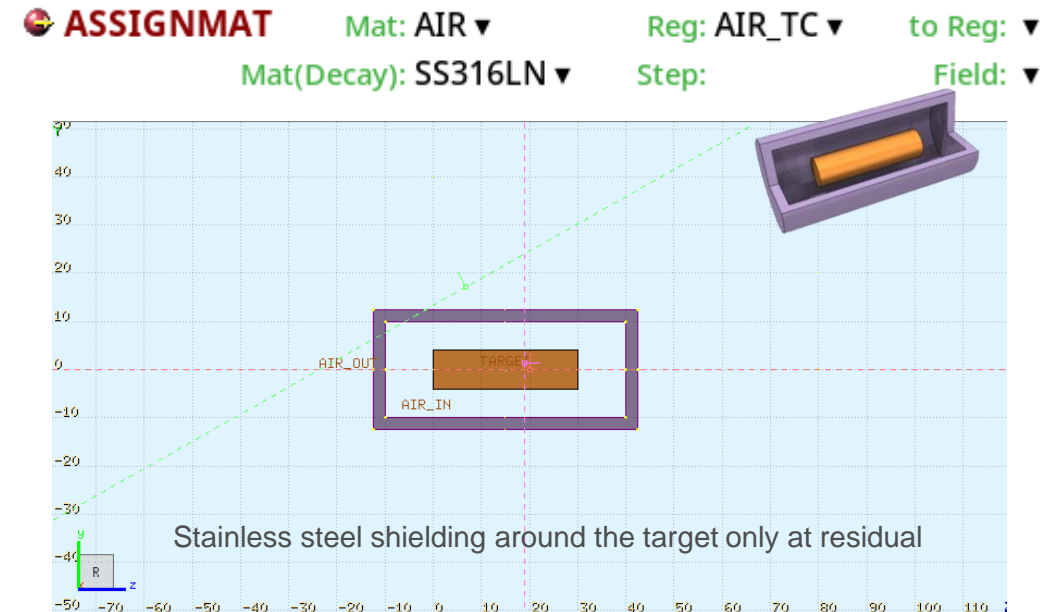 ASSIGNMAT Mat: AIR ▼ Reg: AIR_TC ▼ to Reg: ▼
Mat(Decay): SS316LN ▼ Step: Field: ▼
40
30
20
10
0
AIR_OUT
TARGET
AIR_IN
-10
-20
-30
Stainless steel shielding around the target only at residual
y
-40
R
z
-50 -70 -60 -50 -40 -30 -20 -10 0 10 20 30 40 50 60 70 80 90 100 110